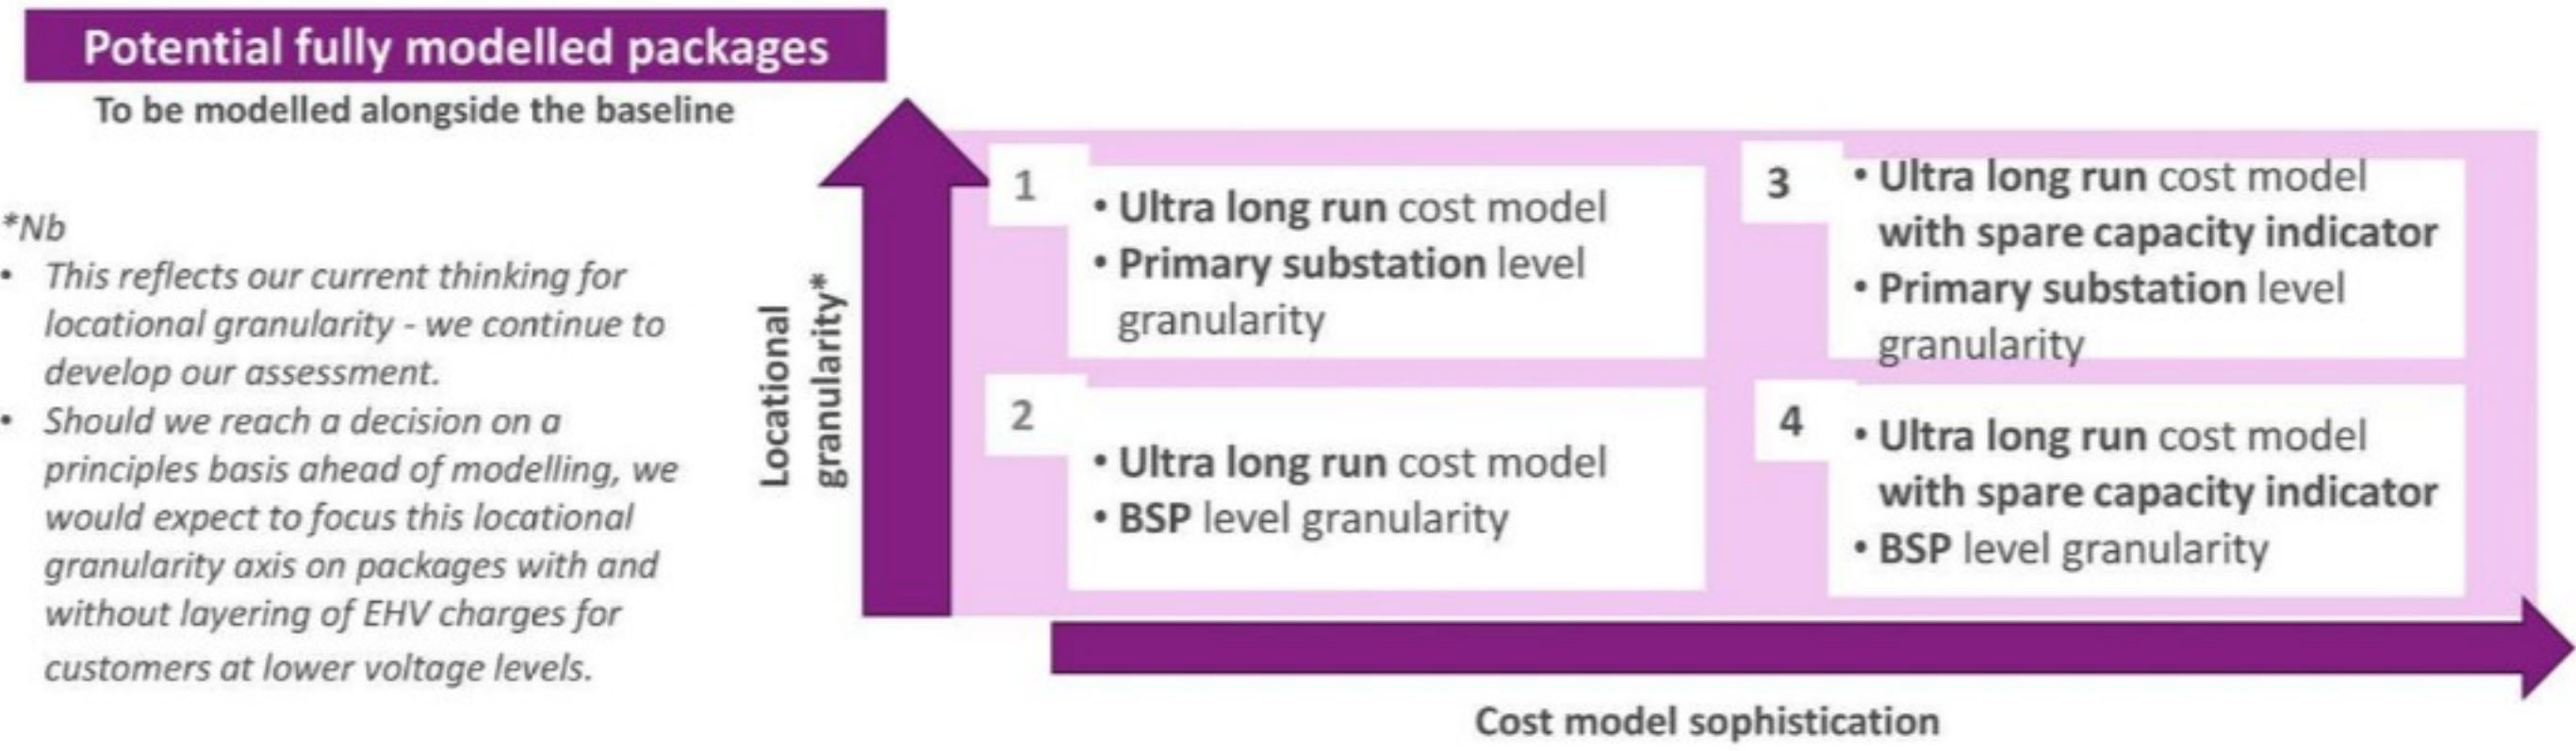 Potential fully modelled packages
To be modelled alongside the baseline
*Nb
• This reflects our current thinking for
locational granularity - we continue to
develop our assessment.
• Should we reach a decision on a
principles basis ahead of modelling, we
would expect to focus this locational
granularity axis on packages with and
without layering of EHV charges for
customers at lower voltage levels.
Locational
granularity*
1
• Ultra long run cost model
• Primary substation level
granularity
2
• Ultra long run cost model
• BSP level granularity
3
• Ultra long run cost model
with spare capacity indicator
• Primary substation level
granularity
4
• Ultra long run cost model
with spare capacity indicator
• BSP level granularity
Cost model sophistication